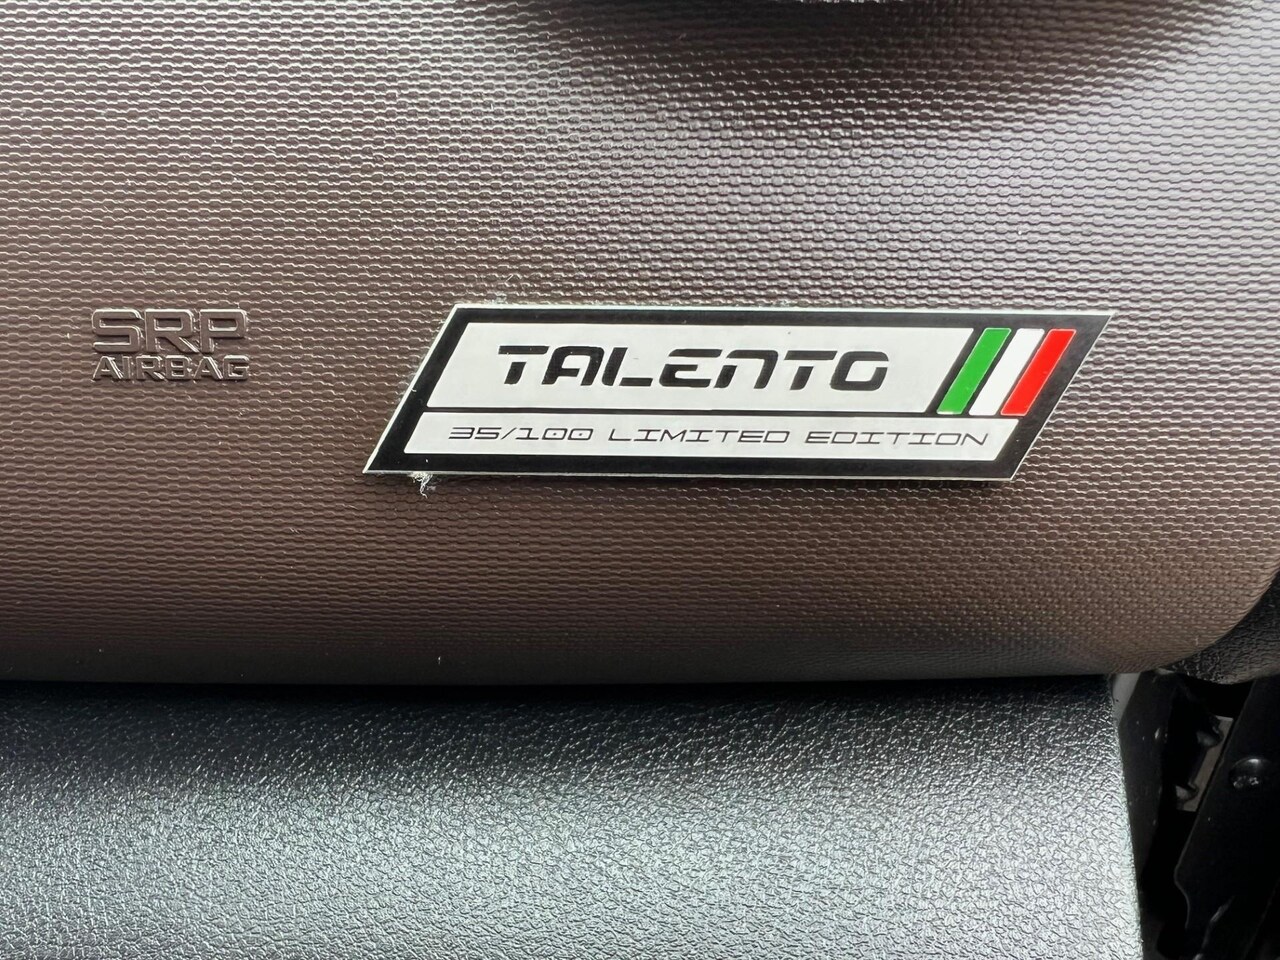 SRP
AIRBAG
TALENTO
35/100 LIMITED EDITION